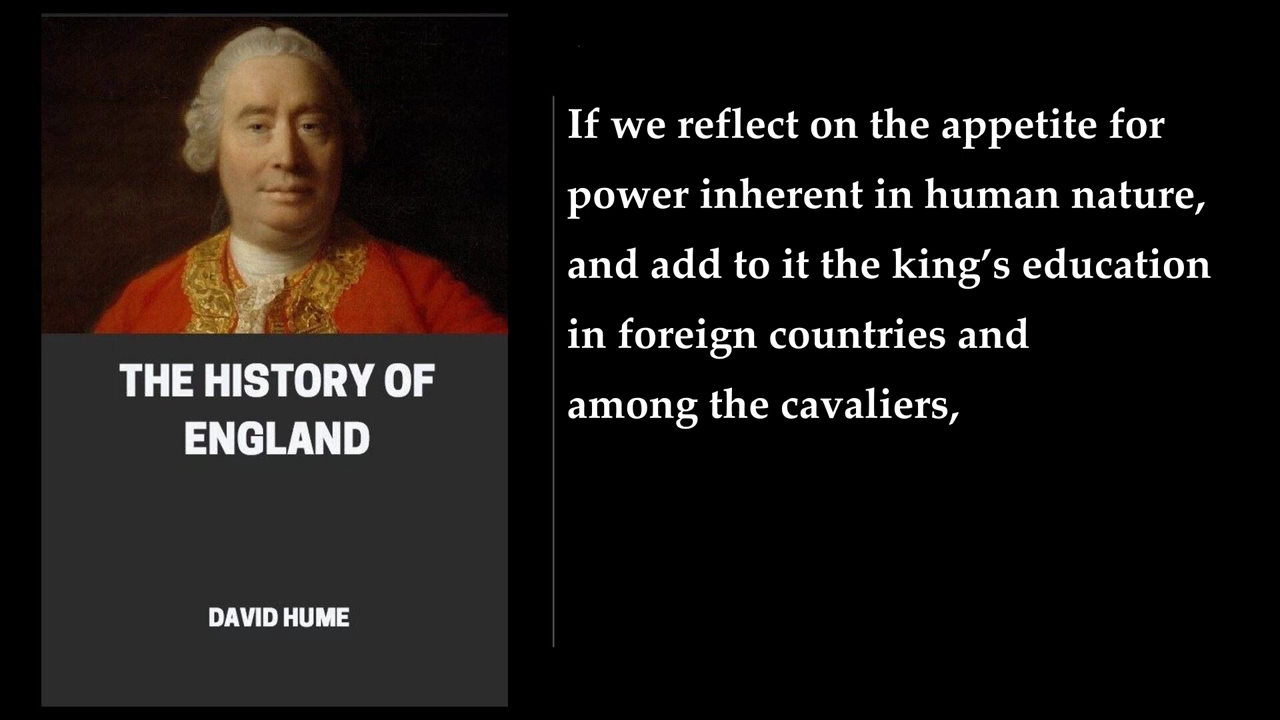 THE HISTORY OF
ENGLAND
DAVID HUME
If we reflect on the appetite for
power inherent in human nature,
and add to it the king’s education
in foreign countries and
among the cavaliers,